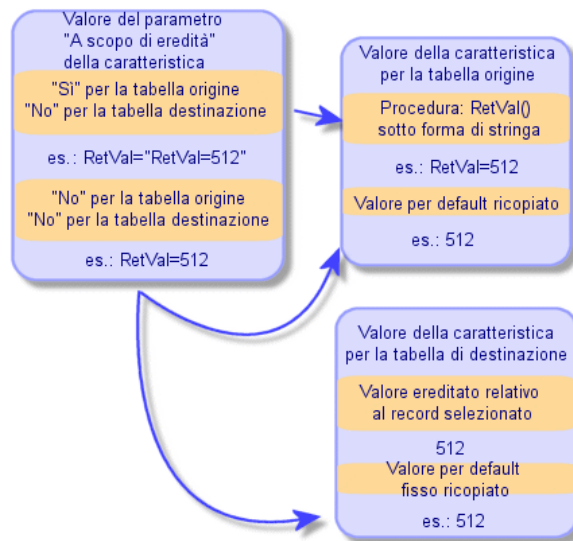 Valore del parametro
"A scopo di eredità"
della caratteristica
"Sì" per la tabella origine
"No" per la tabella destinazione
es.: RetVal="RetVal=512"
"No" per la tabella origine
"No" per la tabella destinazione
es.: RetVal=512
Valore della caratteristica
per la tabella origine
Procedura: RetVal()
sotto forma di stringa
es.: RetVal=512
Valore per default ricopiato
es.: 512
Valore della caratteristica
per la tabella di destinazione
Valore ereditato relativo
al record selezionato
512
Valore per default
fisso ricopiato
es.: 512